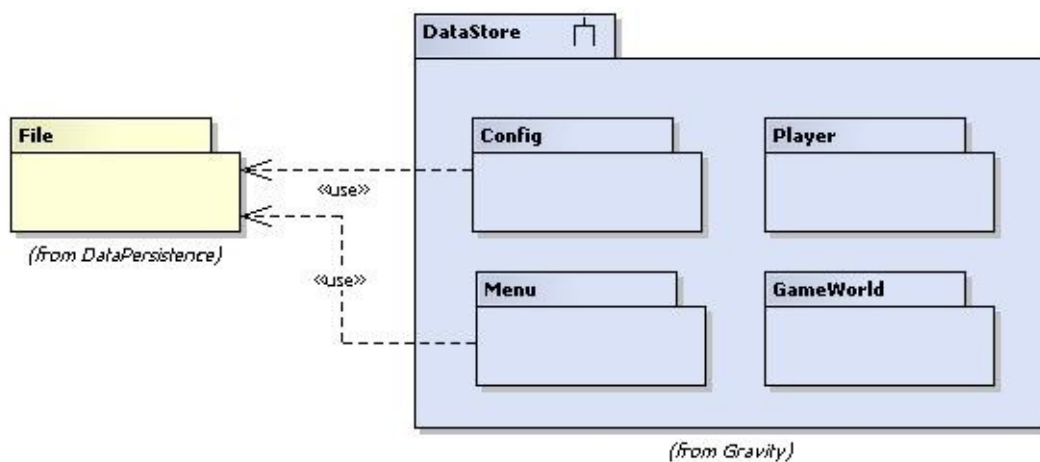 DataStore
File
Config
Player
«use»
(from DataPersistence)
«use»
Menu
GameWorld
(from Gravity)